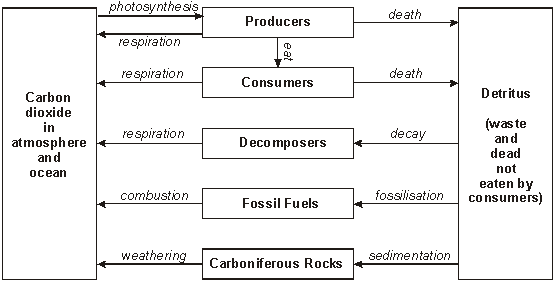 photosynthesis
Producers
death
respiration
eat
respiration
Consumers
death
Carbon
dioxide
in
atmosphere
and
ocean
Detritus
(waste
and
dead
not
eaten by
consumers)
respiration
Decomposers
decay
combustion
Fossil Fuels
fossilisation
weathering
Carboniferous Rocks
sedimentation